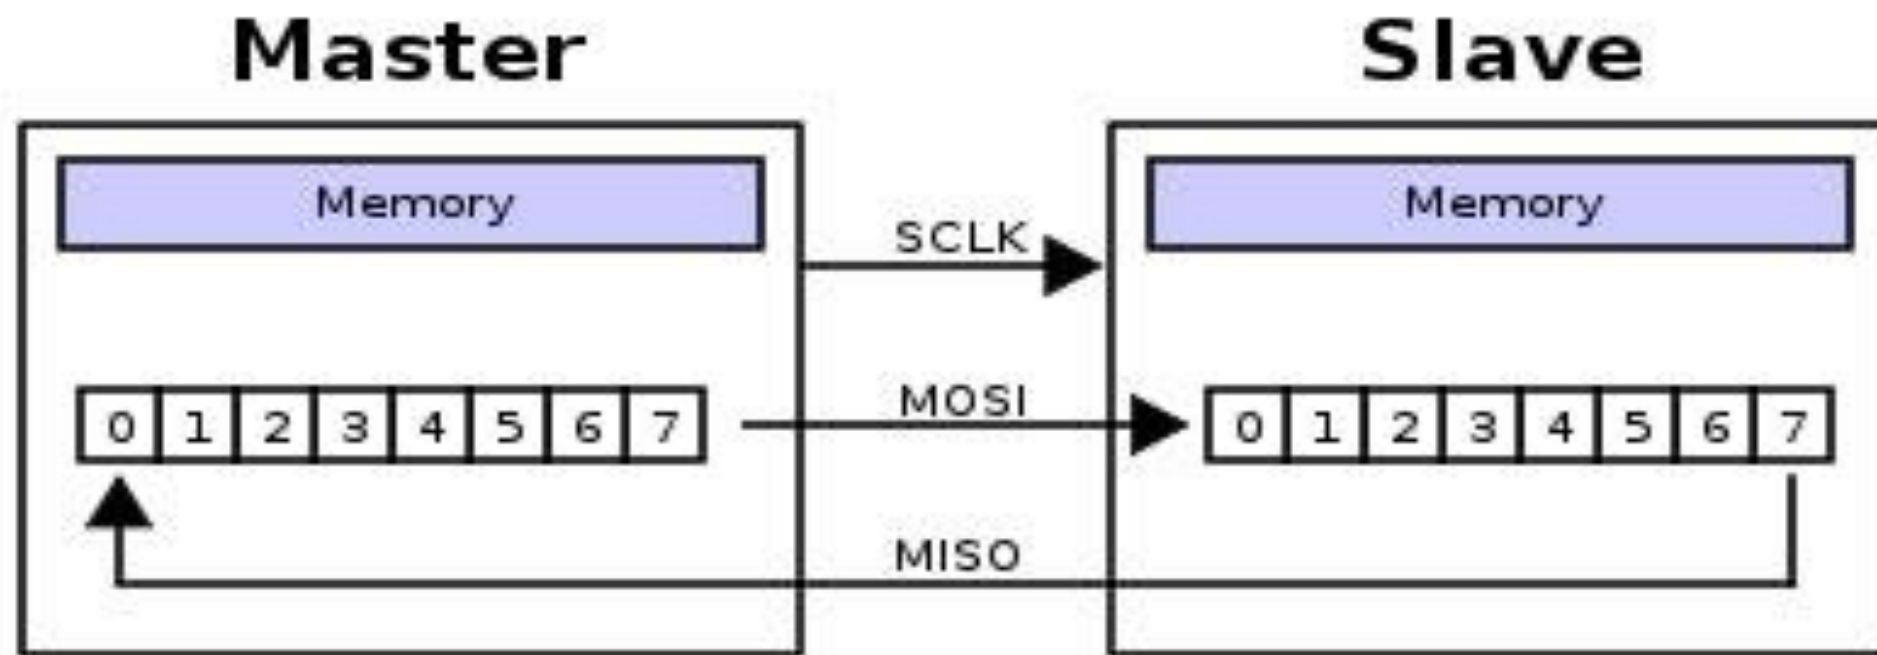 Master Slave
Memory Memory
SCLK
MOSI
0 1 2 3 4 5 6 7 0 1 2 3 4 5 6 7
MISO